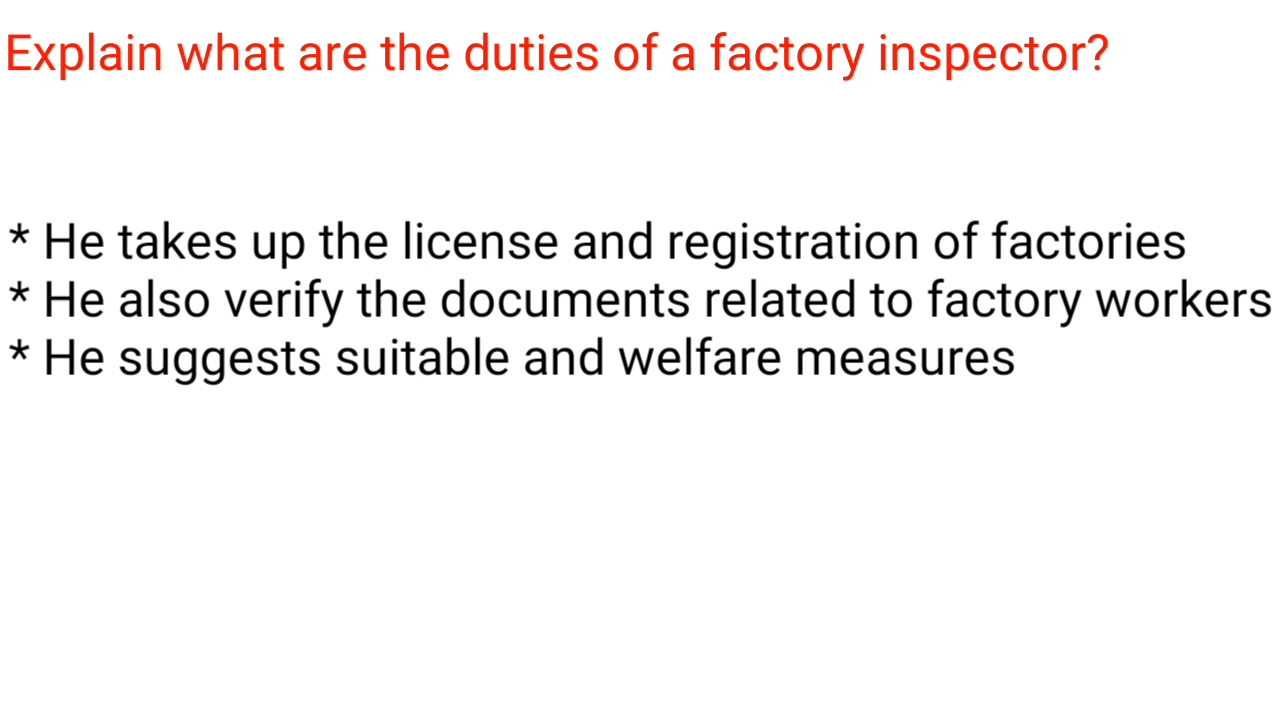 Explain what are the duties of a factory inspector?
* He takes up the license and registration of factories
* He also verify the documents related to factory workers
* He suggests suitable and welfare measures